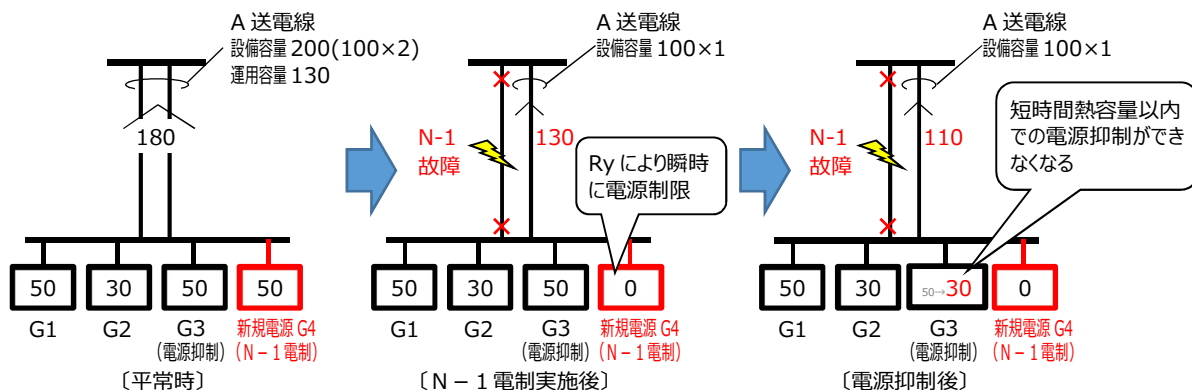 A 送電線
設備容量 200(100×2)
運用容量 130
180
50
30
50
50
G1
G2
G3
(電源抑制)
新規電源 G4
(N－1 電制)
〔平常時〕
A 送電線
設備容量 100×1
N-1
故障
130
Ry により瞬時
に電源制限
50
30
50
0
G1
G2
G3
(電源抑制)
新規電源 G4
(N－1 電制)
〔N－1 電制実施後〕
A 送電線
設備容量 100×1
短時間熱容量以内
での電源抑制ができ
なくなる
N-1
故障
110
50
30
50→30
0
G1
G2
G3
(電源抑制)
新規電源 G4
(N－1 電制)
〔電源抑制後〕